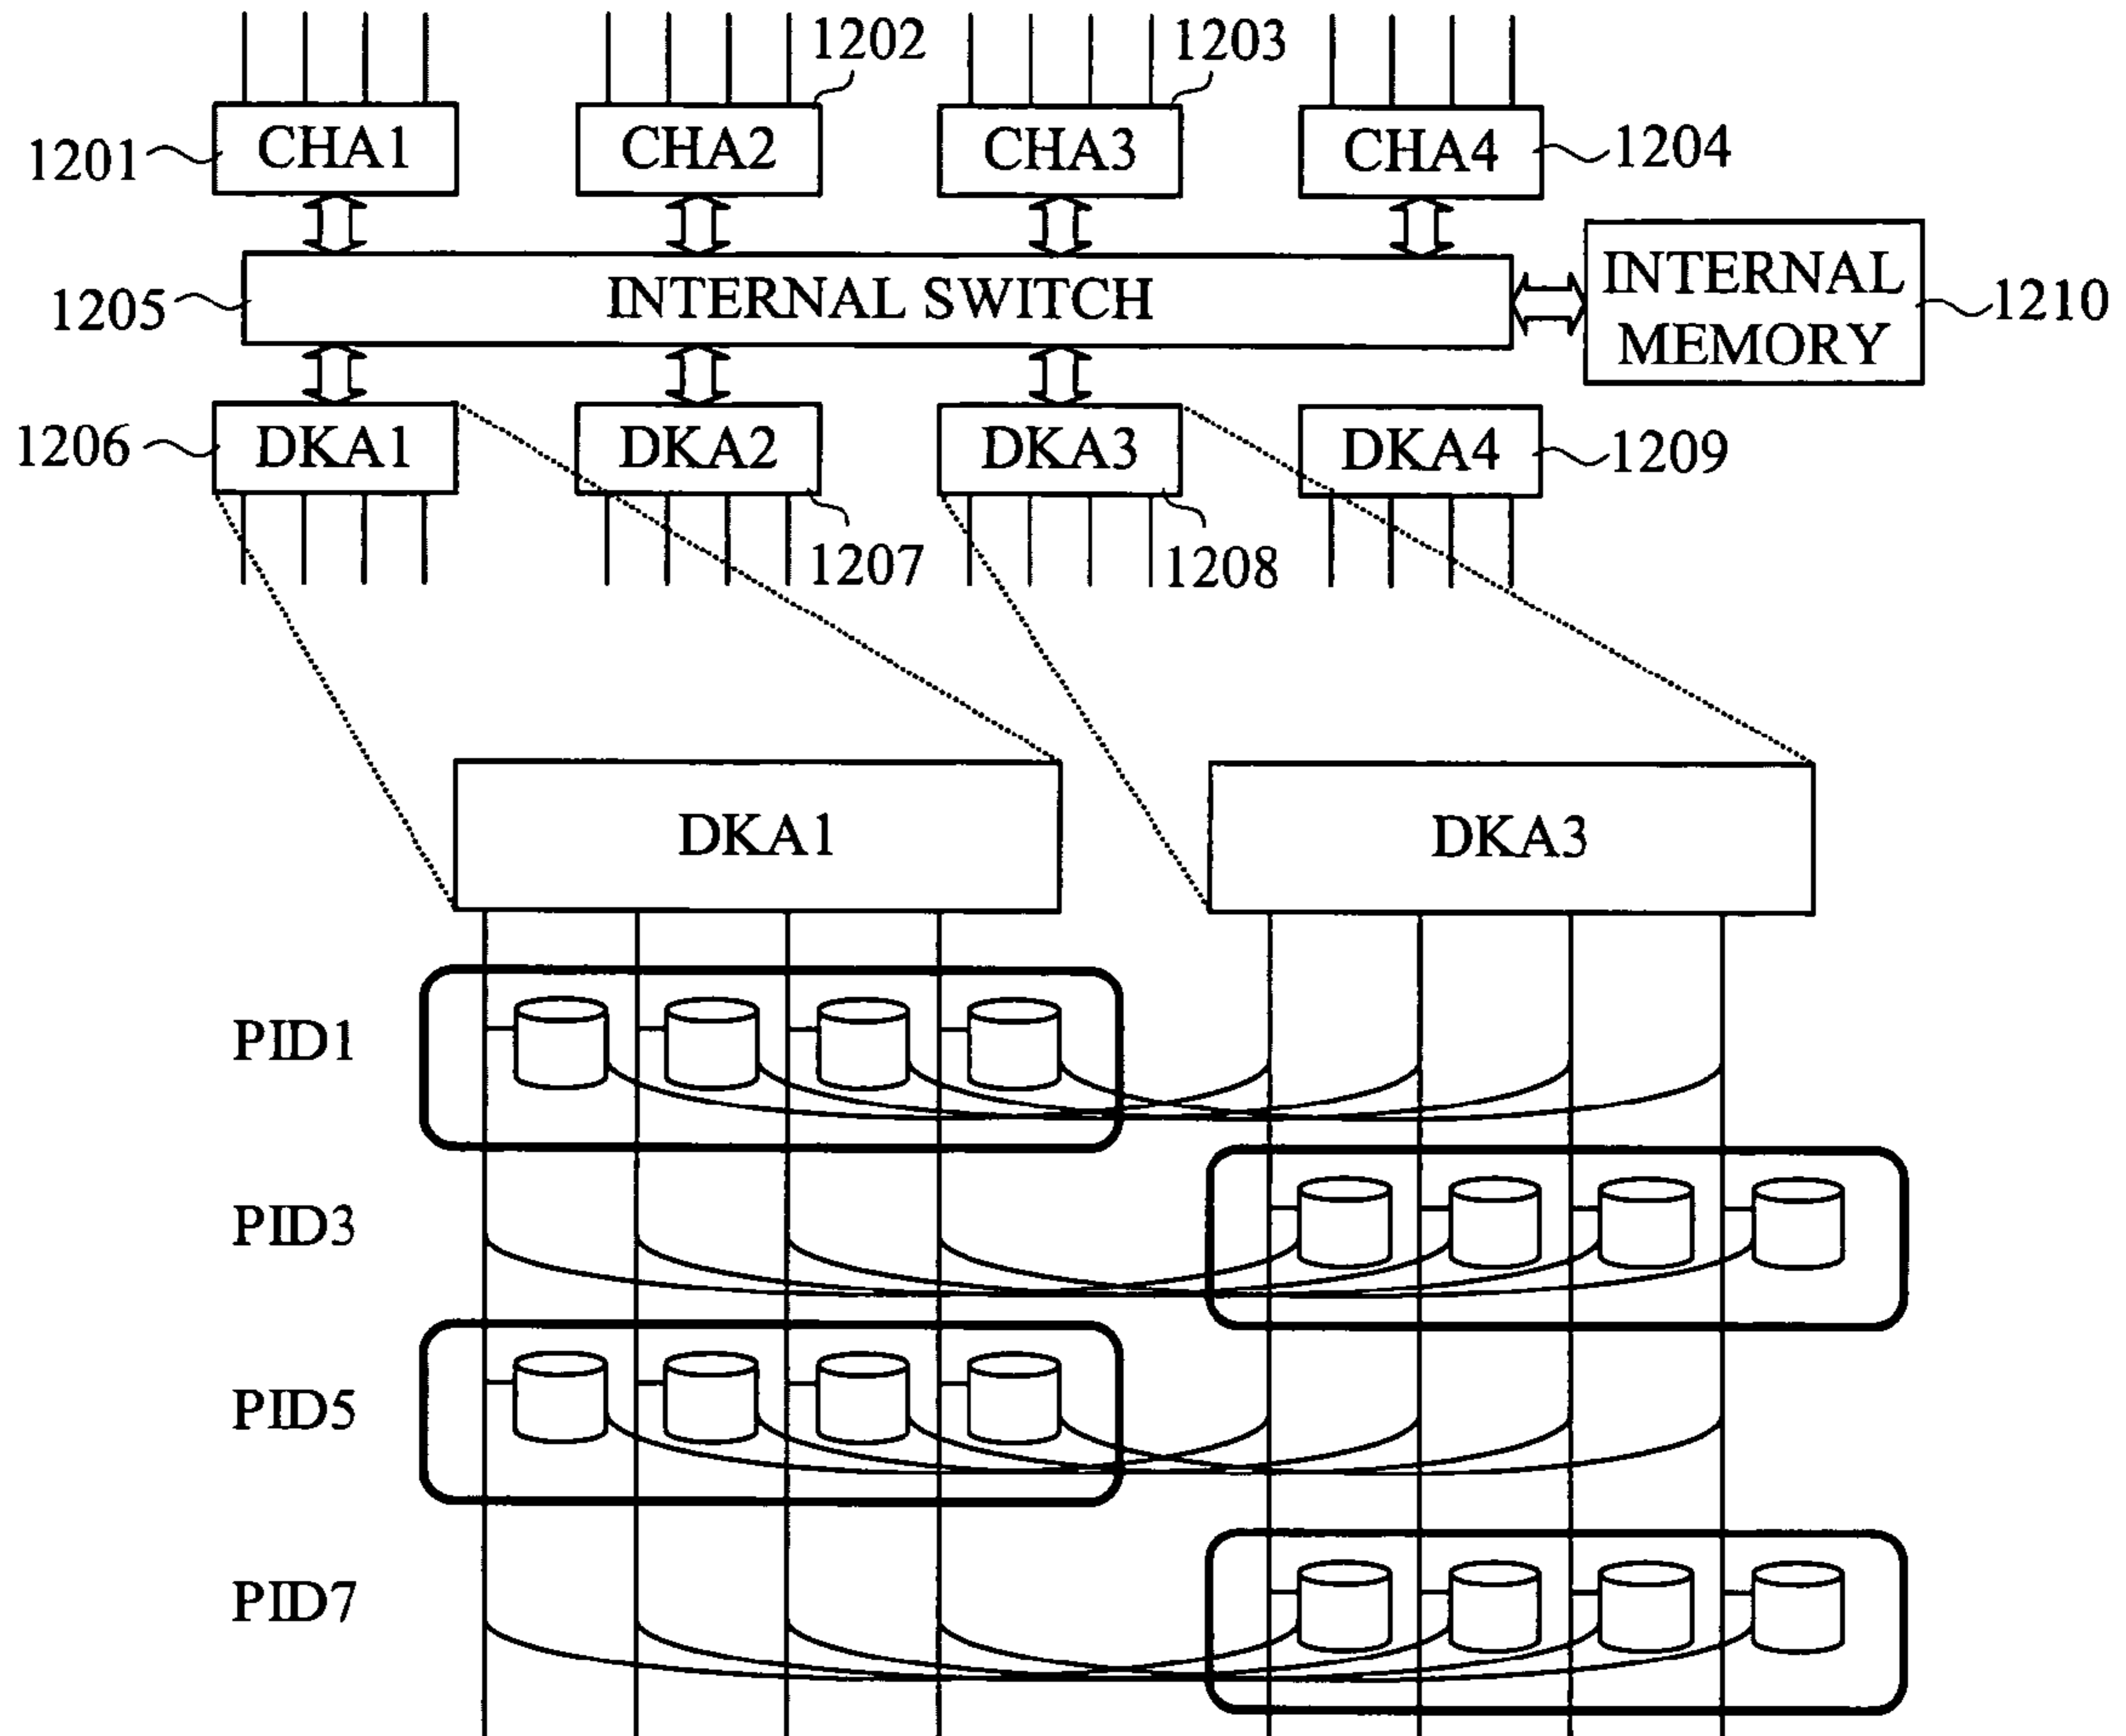 1202
1203
1201
CHA1
CHA2
CHA3
CHA4
1204
1205
INTERNAL SWITCH
INTERNAL
MEMORY
1210
1206
DKA1
DKA2
DKA3
DKA4
1209
1207
1208
DKA1
DKA3
PID1
PID3
PID5
PID7